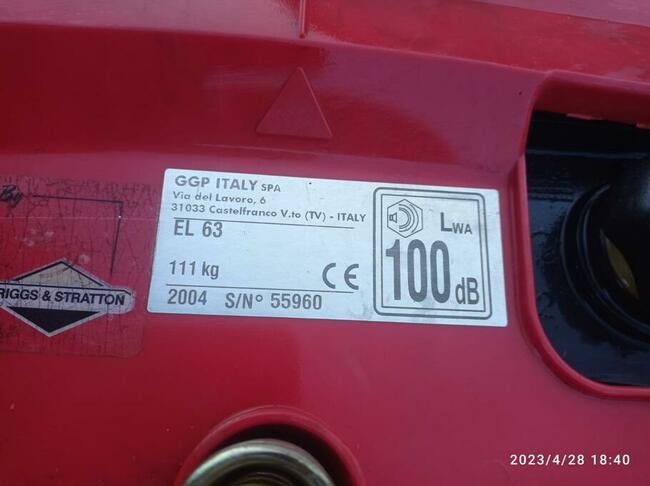 GGP ITALY SPA
Via del Lavoro, 6
31033 Castelfranco V.to (TV) - ITALY
EL 63
111 kg
CE
2004 S/N° 55960
LWA
100 dB
By
RIGGS & STRATTON
2023/4/28 18:40